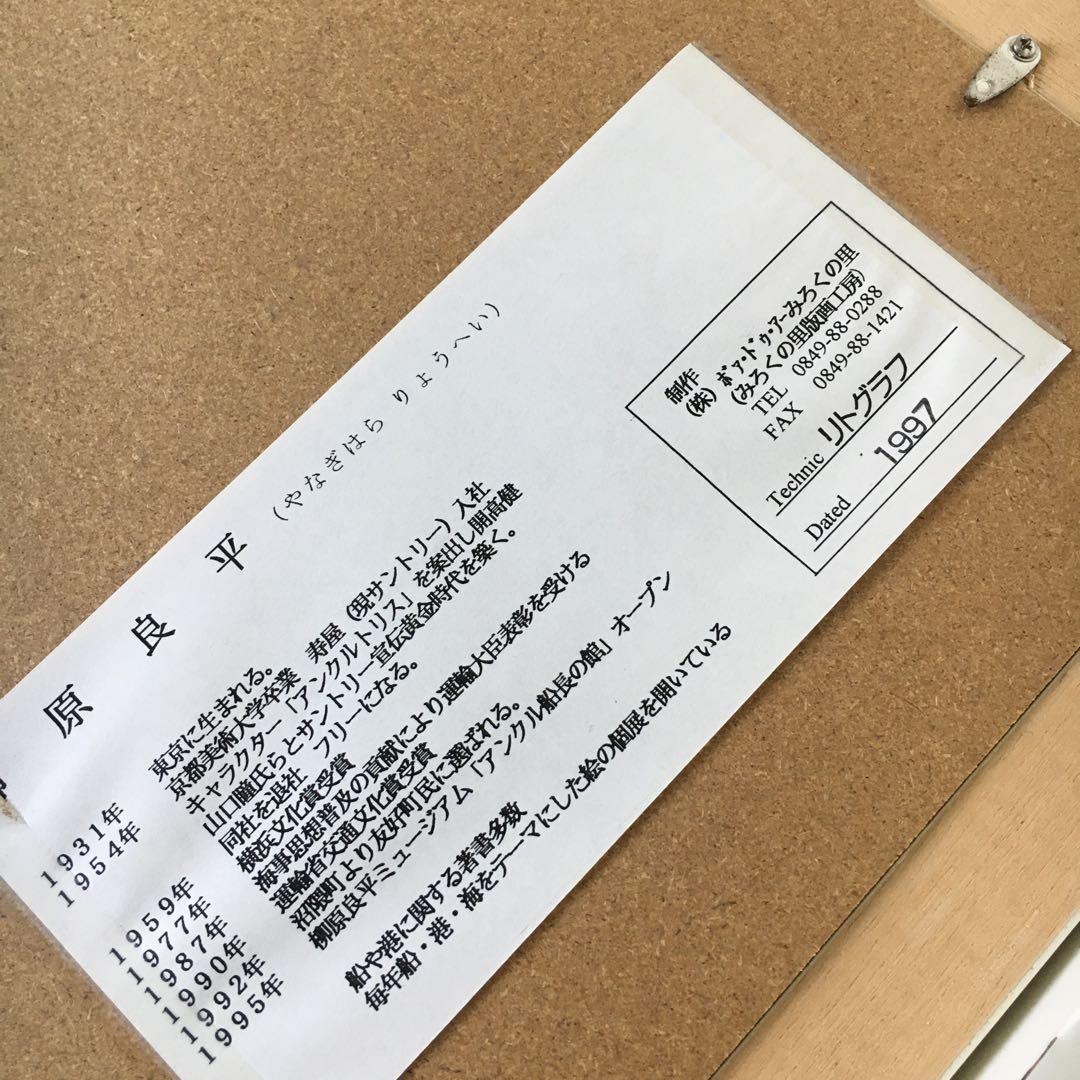 原 良 平 (やなぎはら りょうへい)
1931年 東京に生まれる。
1954年 京都美術大学卒業 寿屋(現サントリー)入社
キャラクター「アンクルトリス」を案出し開高健
山口瞳氏らとサントリー宣伝黄金時代を築く。
1959年 同社を退社 フリーになる。
1977年 横浜文化賞受賞
1987年 海事思想普及の貢献により運輸大臣表彰を受ける
1990年 運輸省交通文化賞受賞
1992年 沼隈町より友好町民に選ばれる。
1995年 柳原良平ミュージアム「アンクル船長の館」オープン
船や港に関する著書多数
毎年船・港・海をテーマにした絵の個展を開いている
制作
(株)ボア・ドゥ・アーみろくの里
(みろくの里版画工房)
TEL 0849-88-0288
FAX 0849-88-1421
Technic リトグラフ
Dated 1997